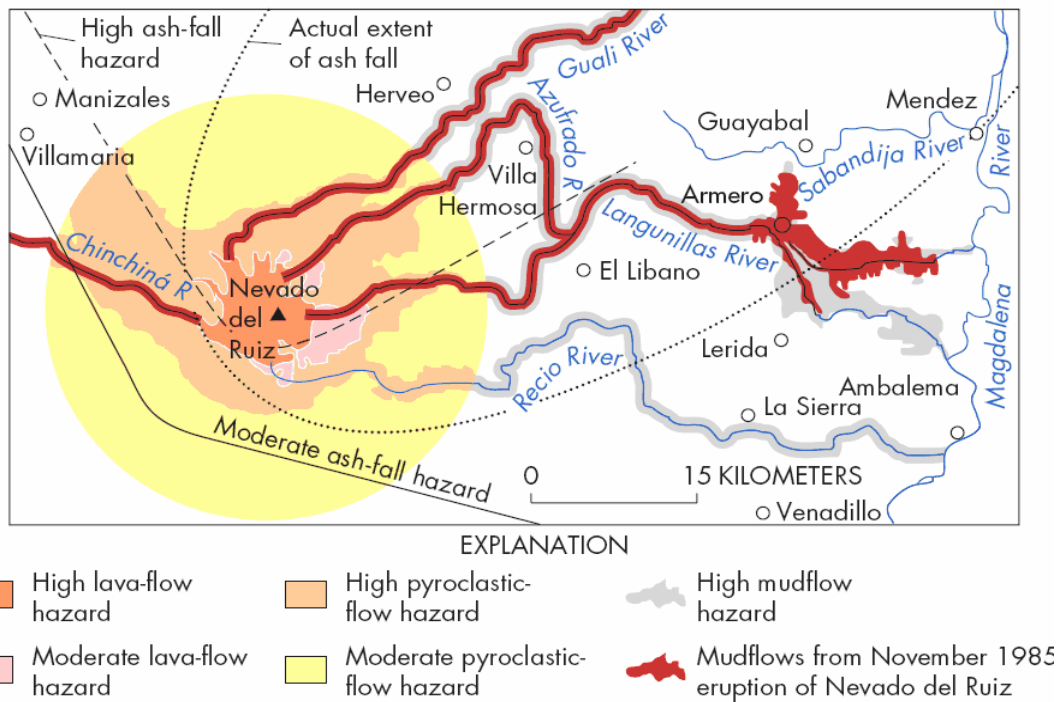 High ash-fall
hazard
Actual extent
of ash fall
Guali River
Manizales
Herveo
Azufrado R
Mendez
Guayabal
Villamaria
Villa
Hermosa
Armero
Sabandija River
River
Langunillas River
Chinchiná R
Nevado
del
Ruiz
El Libano
Magdalena
Recio River
Lerida
Ambalema
La Sierra
Moderate ash-fall hazard
0
15 KILOMETERS
Venadillo
EXPLANATION
High lava-flow
hazard
High pyroclastic-
flow hazard
High mudflow
hazard
Moderate lava-flow
hazard
Moderate pyroclastic-
flow hazard
Mudflows from November 1985
eruption of Nevado del Ruiz